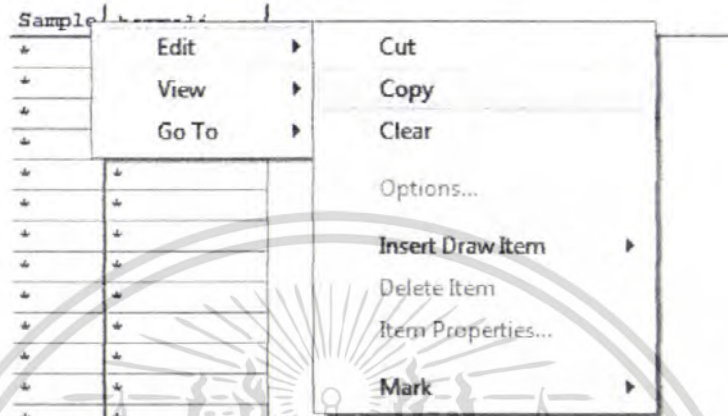 Sample
* Edit Cut
* View Copy
* Go To Clear
*
* *
* * Options...
* *
* * Insert Draw Item
* * Delete Item
* * Item Properties...
* *
* * Mark
* *